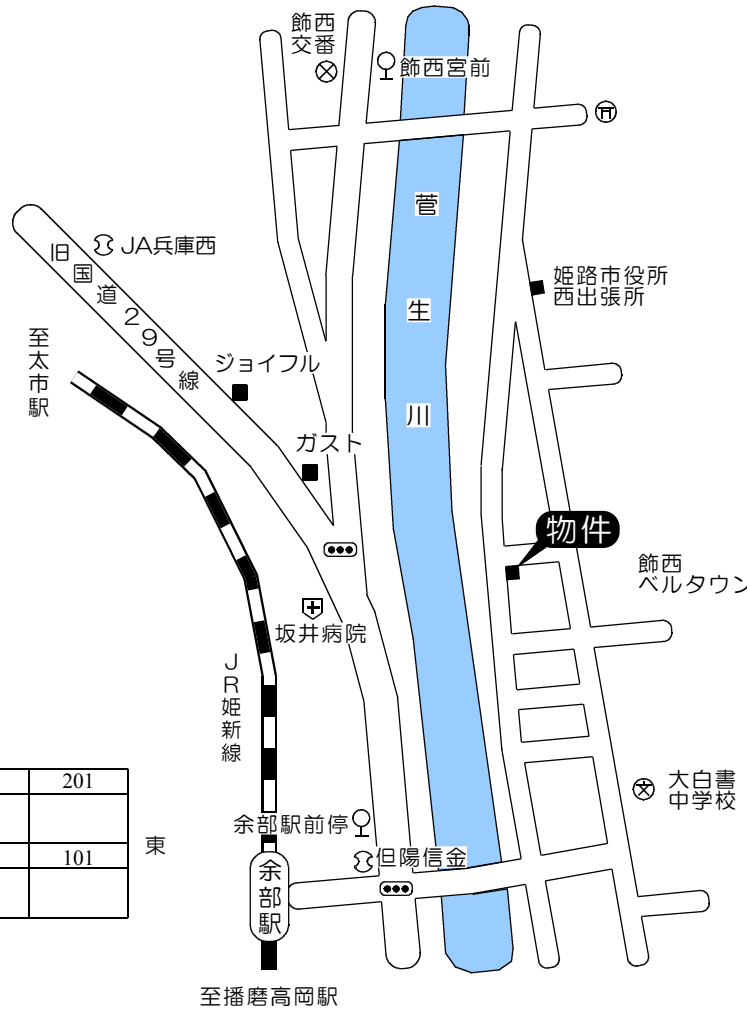 飾西
交番
飾西宮前
菅生川
JA兵庫西
旧国道29号線
姫路市役所
西出張所
至太市駅
ジョイフル
ガスト
物件
飾西
ベルタウン
坂井病院
JR姫新線
201
大白書
中学校
東
余部駅前停
101
但陽信金
余部駅
至播磨高岡駅